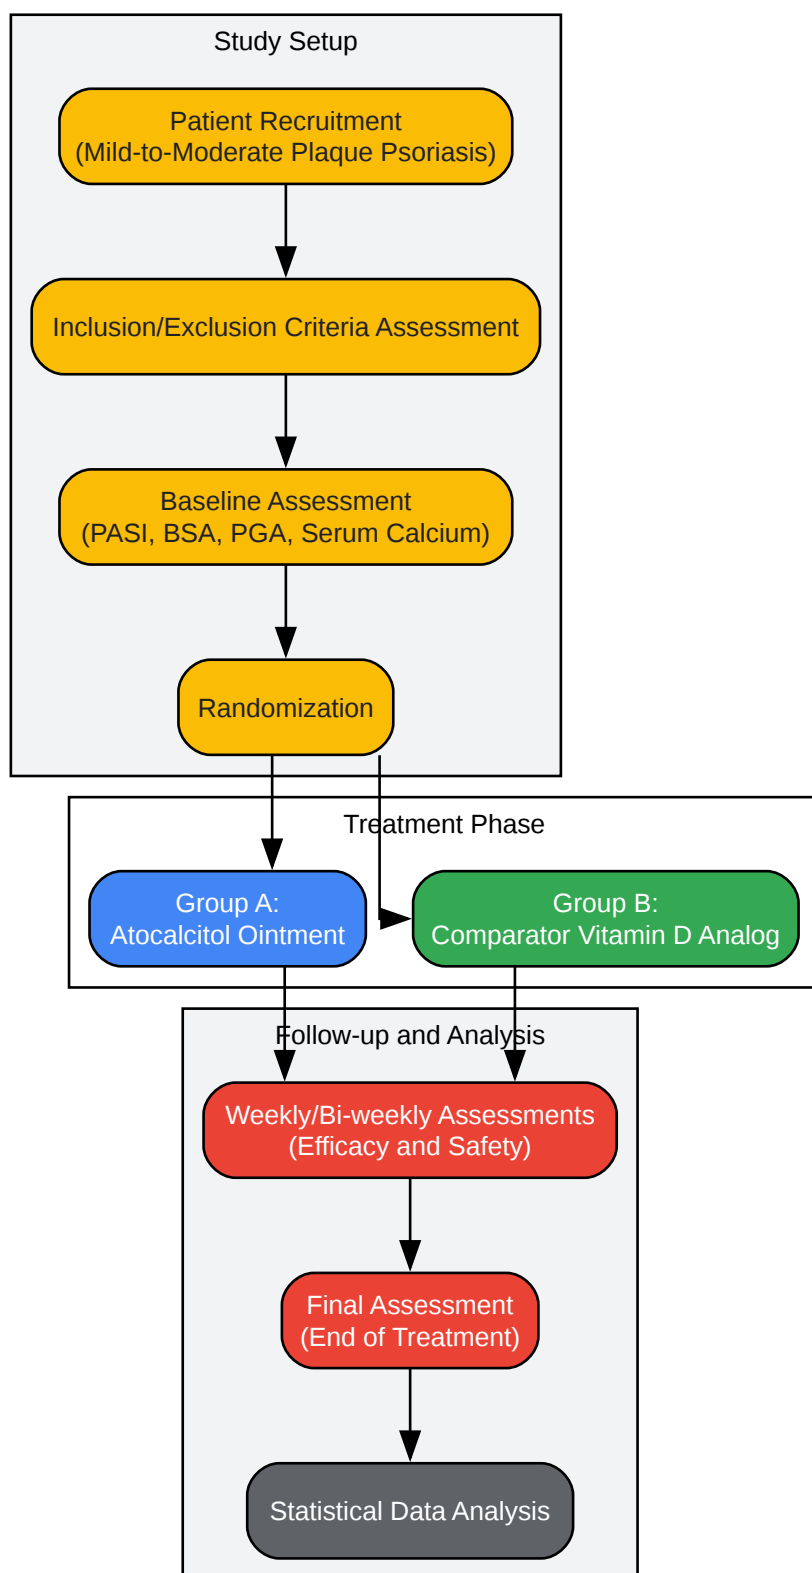 Study Setup
Patient Recruitment
(Mild-to-Moderate Plaque Psoriasis)
Inclusion/Exclusion Criteria Assessment
Baseline Assessment
(PASI, BSA, PGA, Serum Calcium)
Randomization
Treatment Phase
Group A:
Atocalcitol Ointment
Group B:
Comparator Vitamin D Analog
Follow-up and Analysis
Weekly/Bi-weekly Assessments
(Efficacy and Safety)
Final Assessment
(End of Treatment)
Statistical Data Analysis